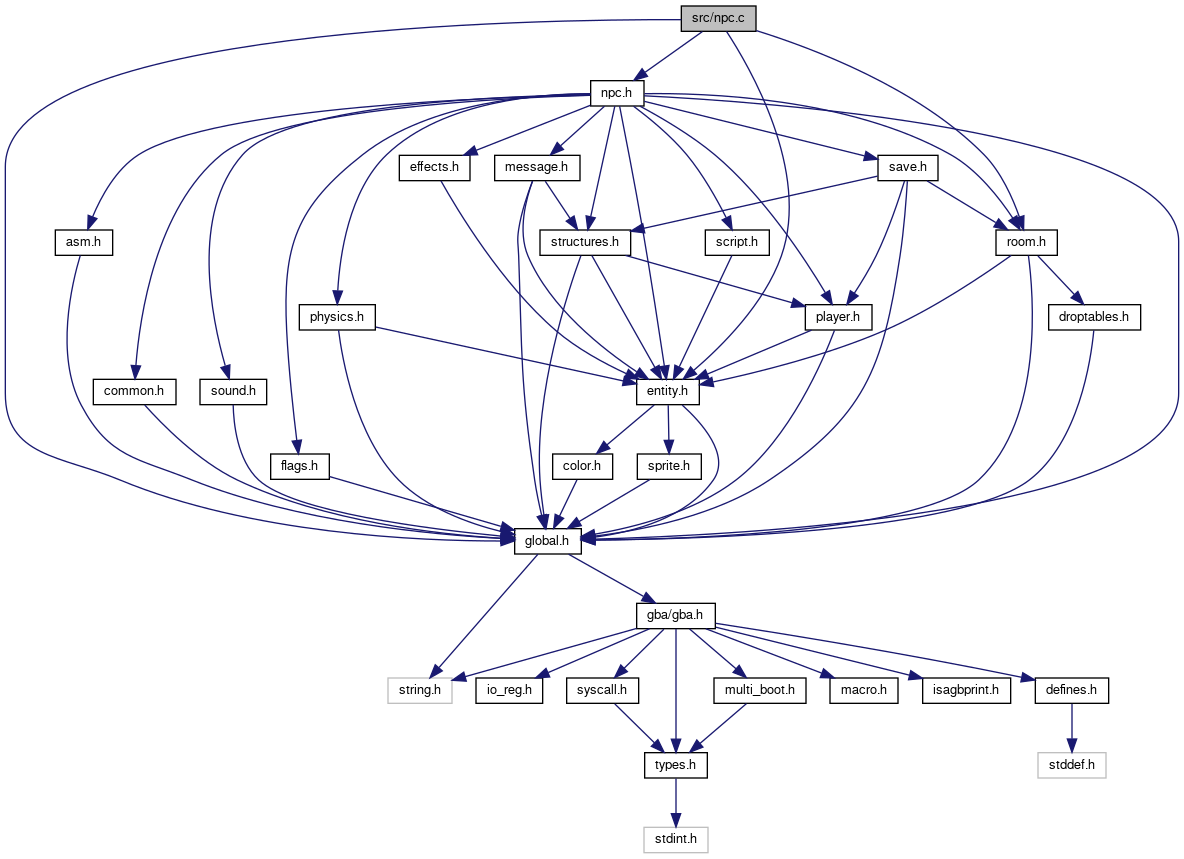 src/npc.c
npc.h
effects.h
message.h
save.h
asm.h
structures.h
script.h
room.h
physics.h
player.h
droptables.h
common.h
sound.h
entity.h
flags.h
color.h
sprite.h
global.h
gba/gba.h
string.h
io_reg.h
syscall.h
multi_boot.h
macro.h
isagbprint.h
defines.h
types.h
stddef.h
stdint.h